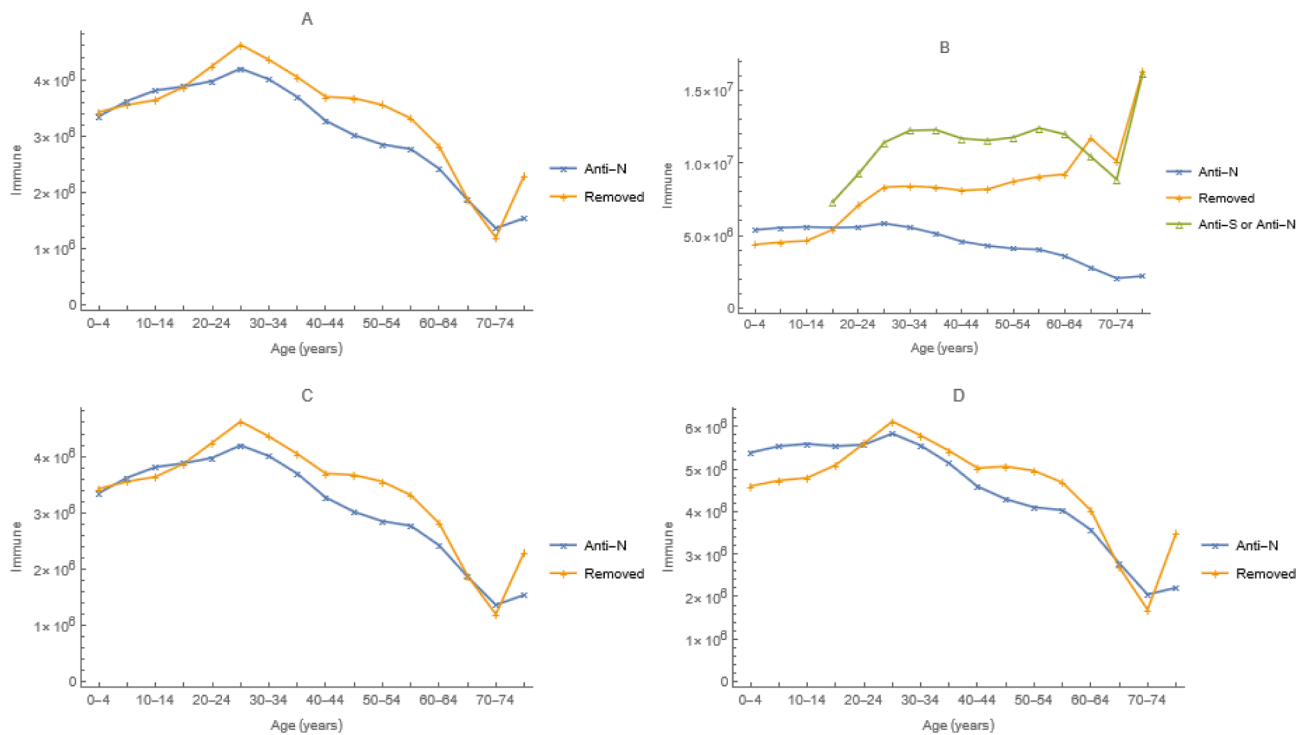 A
4× 10⁶
3× 10⁶
2× 10⁶
1× 10⁶
0
Immune
0–4 10–14 20–24 30–34 40–44 50–54 60–64 70–74
Age (years)
Anti–N
Removed
B
1.5× 10⁷
1.0× 10⁷
5.0× 10⁶
0
Immune
0–4 10–14 20–24 30–34 40–44 50–54 60–64 70–74
Age (years)
Anti–N
Removed
Anti–S or Anti–N
C
4× 10⁶
3× 10⁶
2× 10⁶
1× 10⁶
0
Immune
0–4 10–14 20–24 30–34 40–44 50–54 60–64 70–74
Age (years)
Anti–N
Removed
D
6× 10⁶
5× 10⁶
4× 10⁶
3× 10⁶
2× 10⁶
1× 10⁶
0
Immune
0–4 10–14 20–24 30–34 40–44 50–54 60–64 70–74
Age (years)
Anti–N
Removed